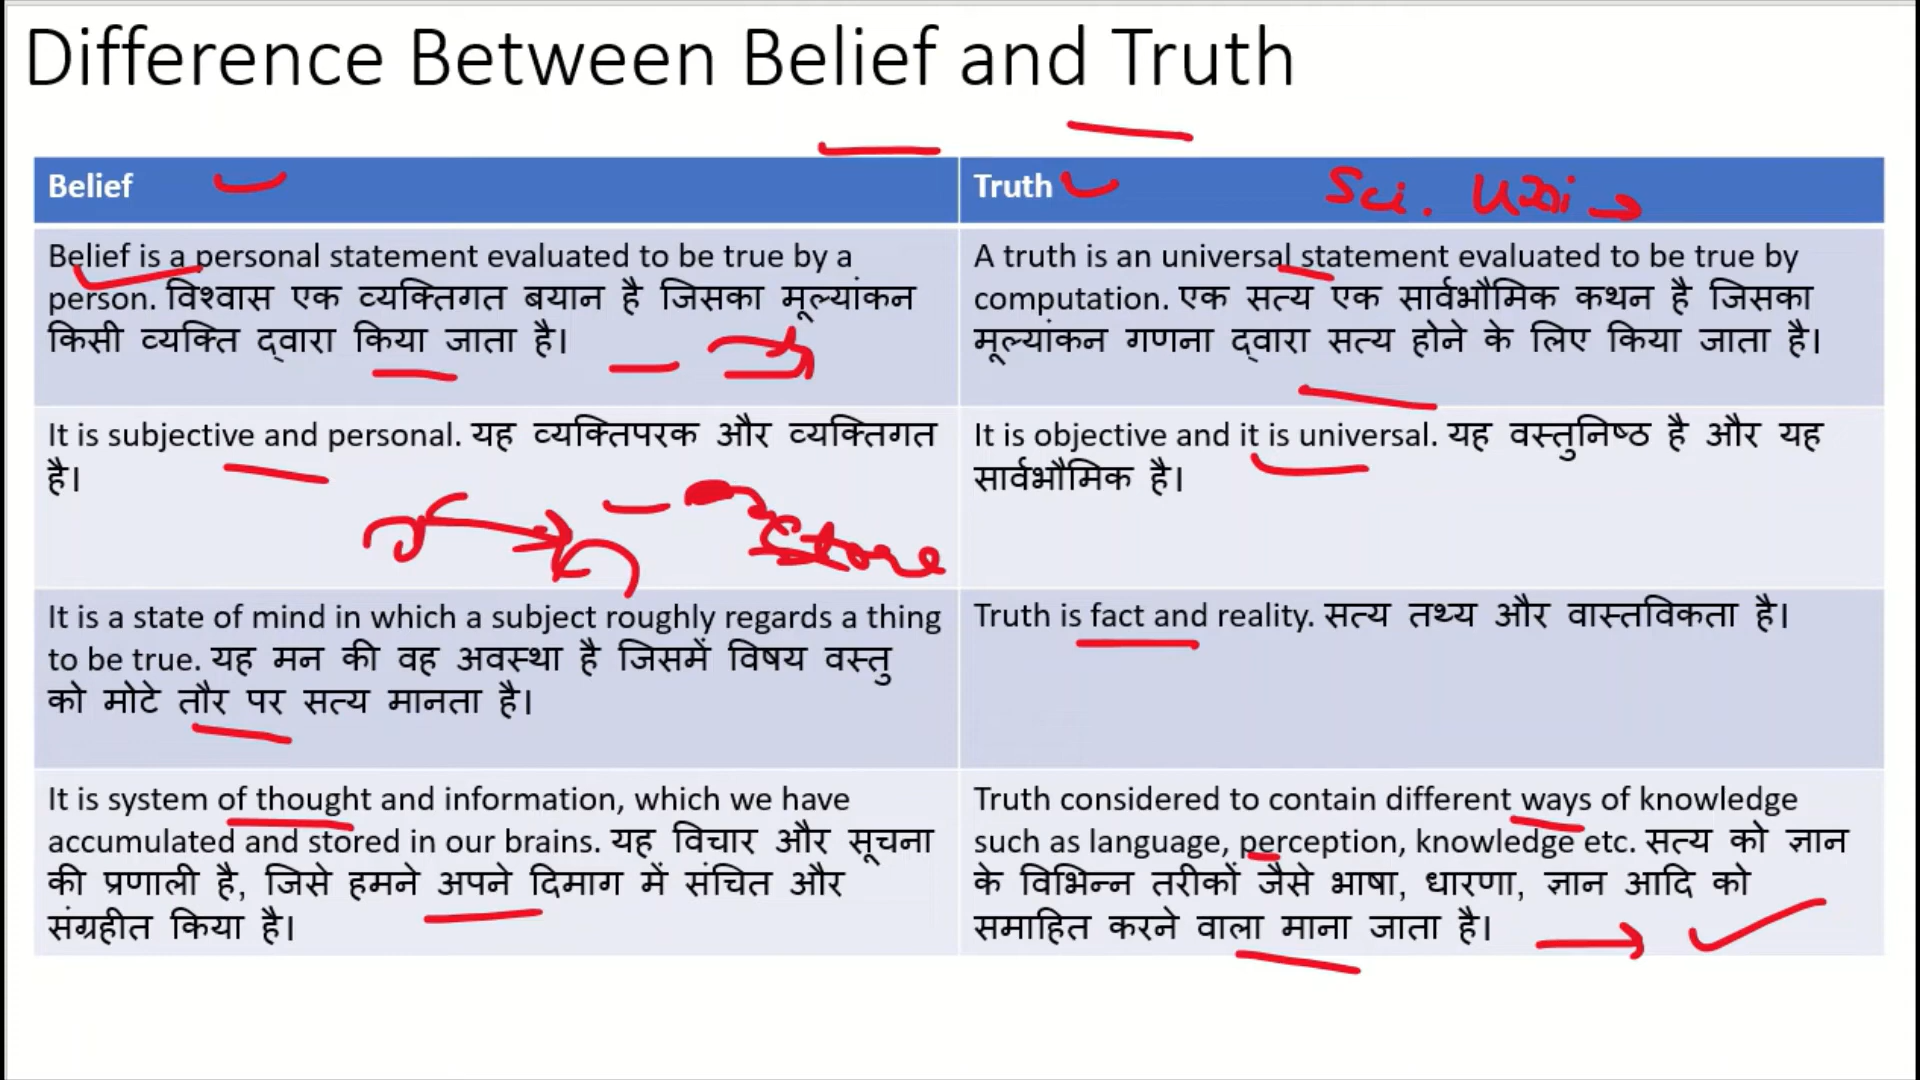 Difference Between Belief and Truth
Belief
Truth
Sci.
Belief is a personal statement evaluated to be true by a
person. विश्वास एक व्यक्तिगत बयान है जिसका मूल्यांकन
किसी व्यक्ति द्वारा किया जाता है।
A truth is an universal statement evaluated to be true by
computation. एक सत्य एक सार्वभौमिक कथन है जिसका
मूल्यांकन गणना द्वारा सत्य होने के लिए किया जाता है।
It is subjective and personal. यह व्यक्तिपरक और व्यक्तिगत
है।
It is objective and it is universal. यह वस्तुनिष्ठ है और यह
सार्वभौमिक है।
It is a state of mind in which a subject roughly regards a thing
to be true. यह मन की वह अवस्था है जिसमें विषय वस्तु
को मोटे तौर पर सत्य मानता है।
Truth is fact and reality. सत्य तथ्य और वास्तविकता है।
It is system of thought and information, which we have
accumulated and stored in our brains. यह विचार और सूचना
की प्रणाली है, जिसे हमने अपने दिमाग में संचित और
संग्रहीत किया है।
Truth considered to contain different ways of knowledge
such as language, perception, knowledge etc. सत्य को ज्ञान
के विभिन्न तरीकों जैसे भाषा, धारणा, ज्ञान आदि को
समाहित करने वाला माना जाता है।